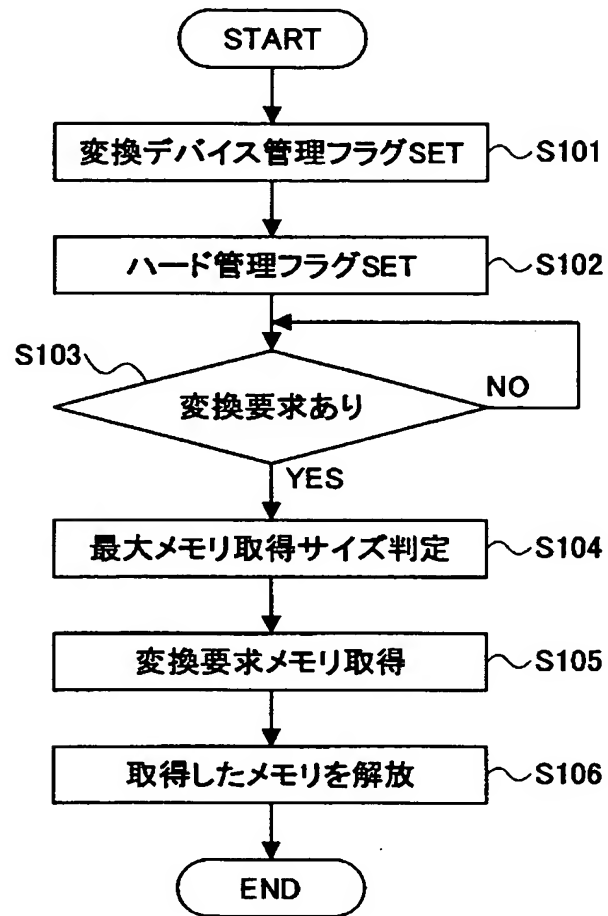 START
変換デバイス管理フラグSET
S101
ハード管理フラグSET
S102
S103
変換要求あり
NO
YES
最大メモリ取得サイズ判定
S104
変換要求メモリ取得
S105
取得したメモリを解放
S106
END